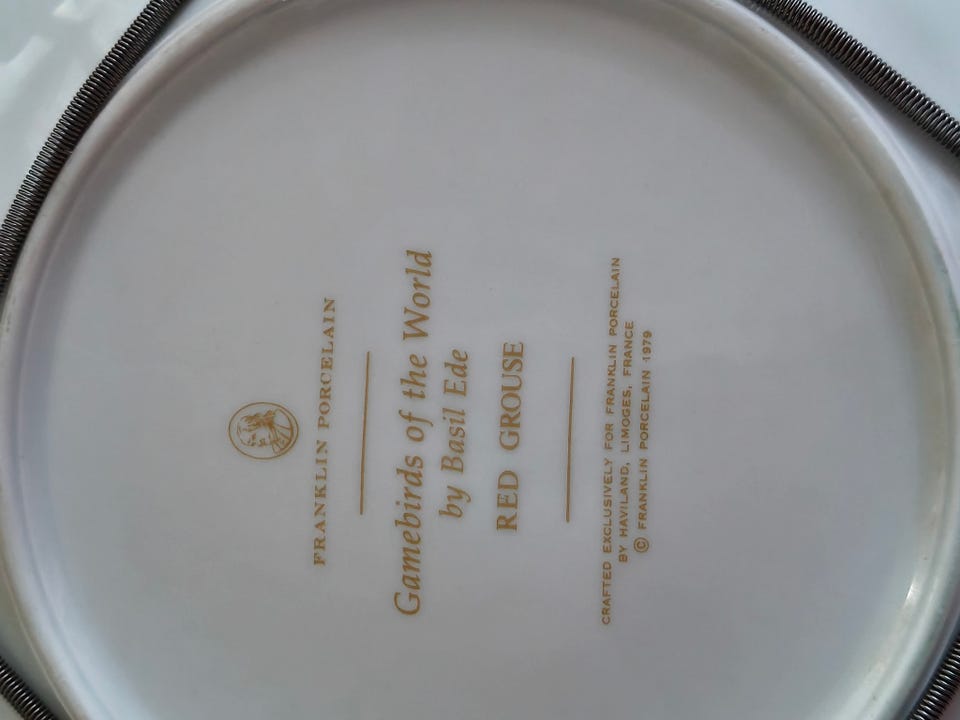 FRANKLIN PORCELAIN
Gamebirds of the World
by Basil Ede
RED GROUSE
CRAFTED EXCLUSIVELY FOR FRANKLIN PORCELAIN
BY HAVILAND, LIMOGES, FRANCE
© FRANKLIN PORCELAIN 1979